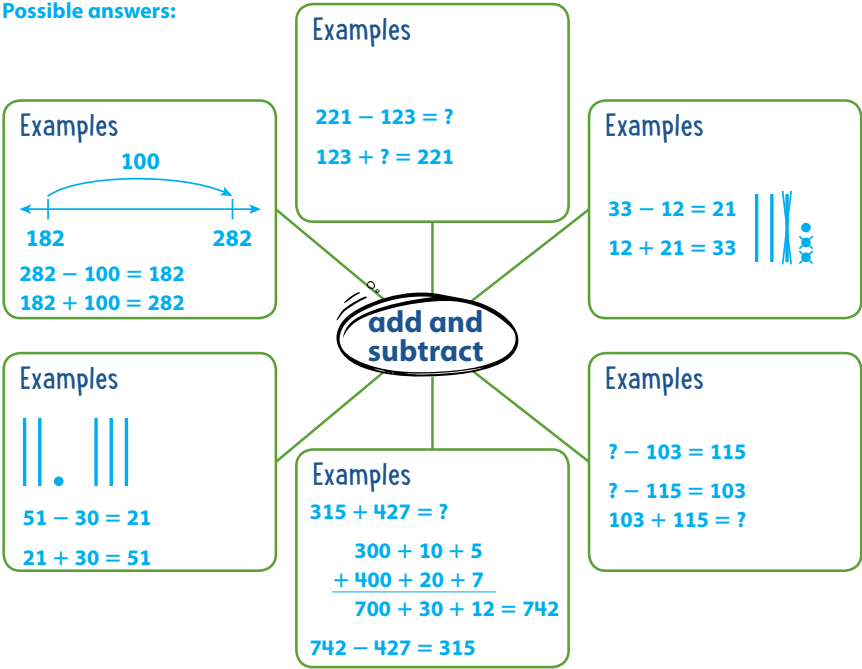 Possible answers:
Examples
221 − 123 = ?
123 + ? = 221
Examples
100
182
282
282 − 100 = 182
182 + 100 = 282
Examples
33 − 12 = 21
12 + 21 = 33
add and
subtract
Examples
51 − 30 = 21
21 + 30 = 51
Examples
315 + 427 = ?
300 + 10 + 5
+ 400 + 20 + 7
700 + 30 + 12 = 742
742 − 427 = 315
Examples
? − 103 = 115
? − 115 = 103
103 + 115 = ?